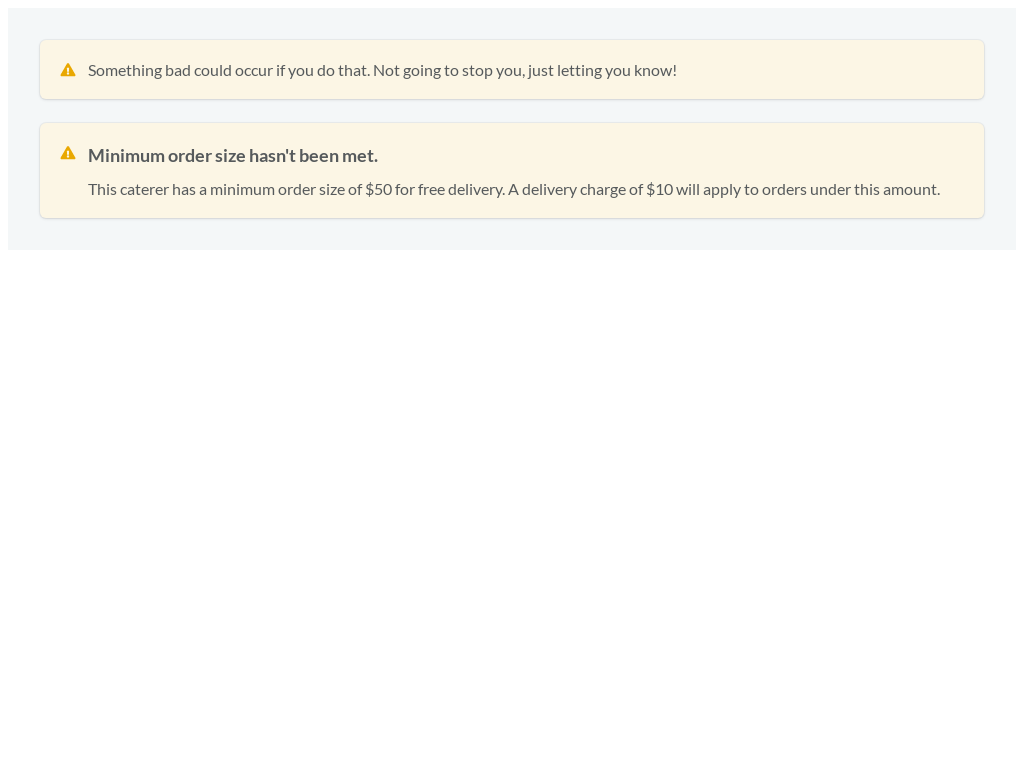 Something bad could occur if you do that. Not going to stop you, just letting you know!
Minimum order size hasn't been met.
This caterer has a minimum order size of $50 for free delivery. A delivery charge of $10 will apply to orders under this amount.